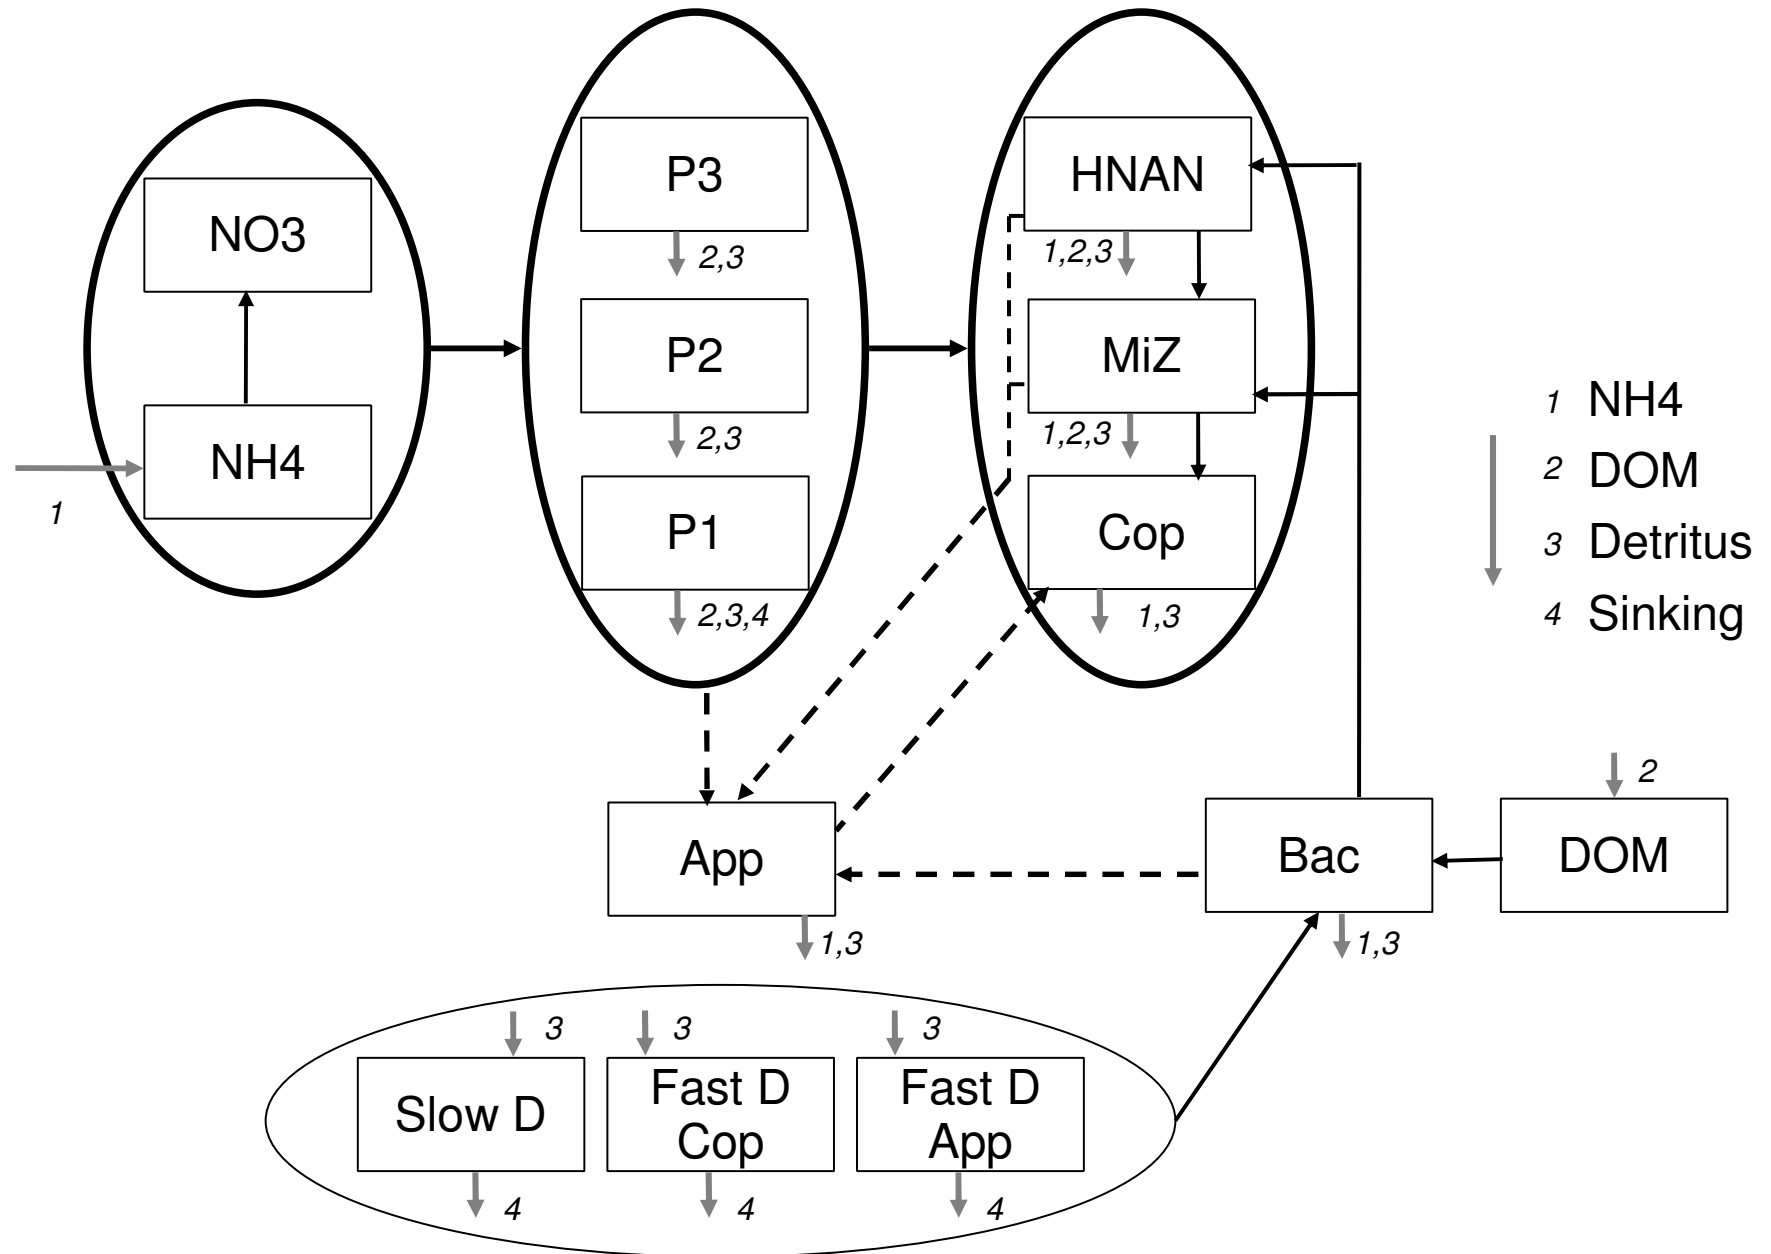 NO3
NH4
1
P3
2,3
P2
2,3
P1
2,3,4
HNAN
1,2,3
MiZ
1,2,3
Cop
1,3
1 NH4
2 DOM
3 Detritus
4 Sinking
App
1,3
Bac
1,3
2
DOM
3
Slow D
4
3
Fast D
Cop
4
3
Fast D
App
4